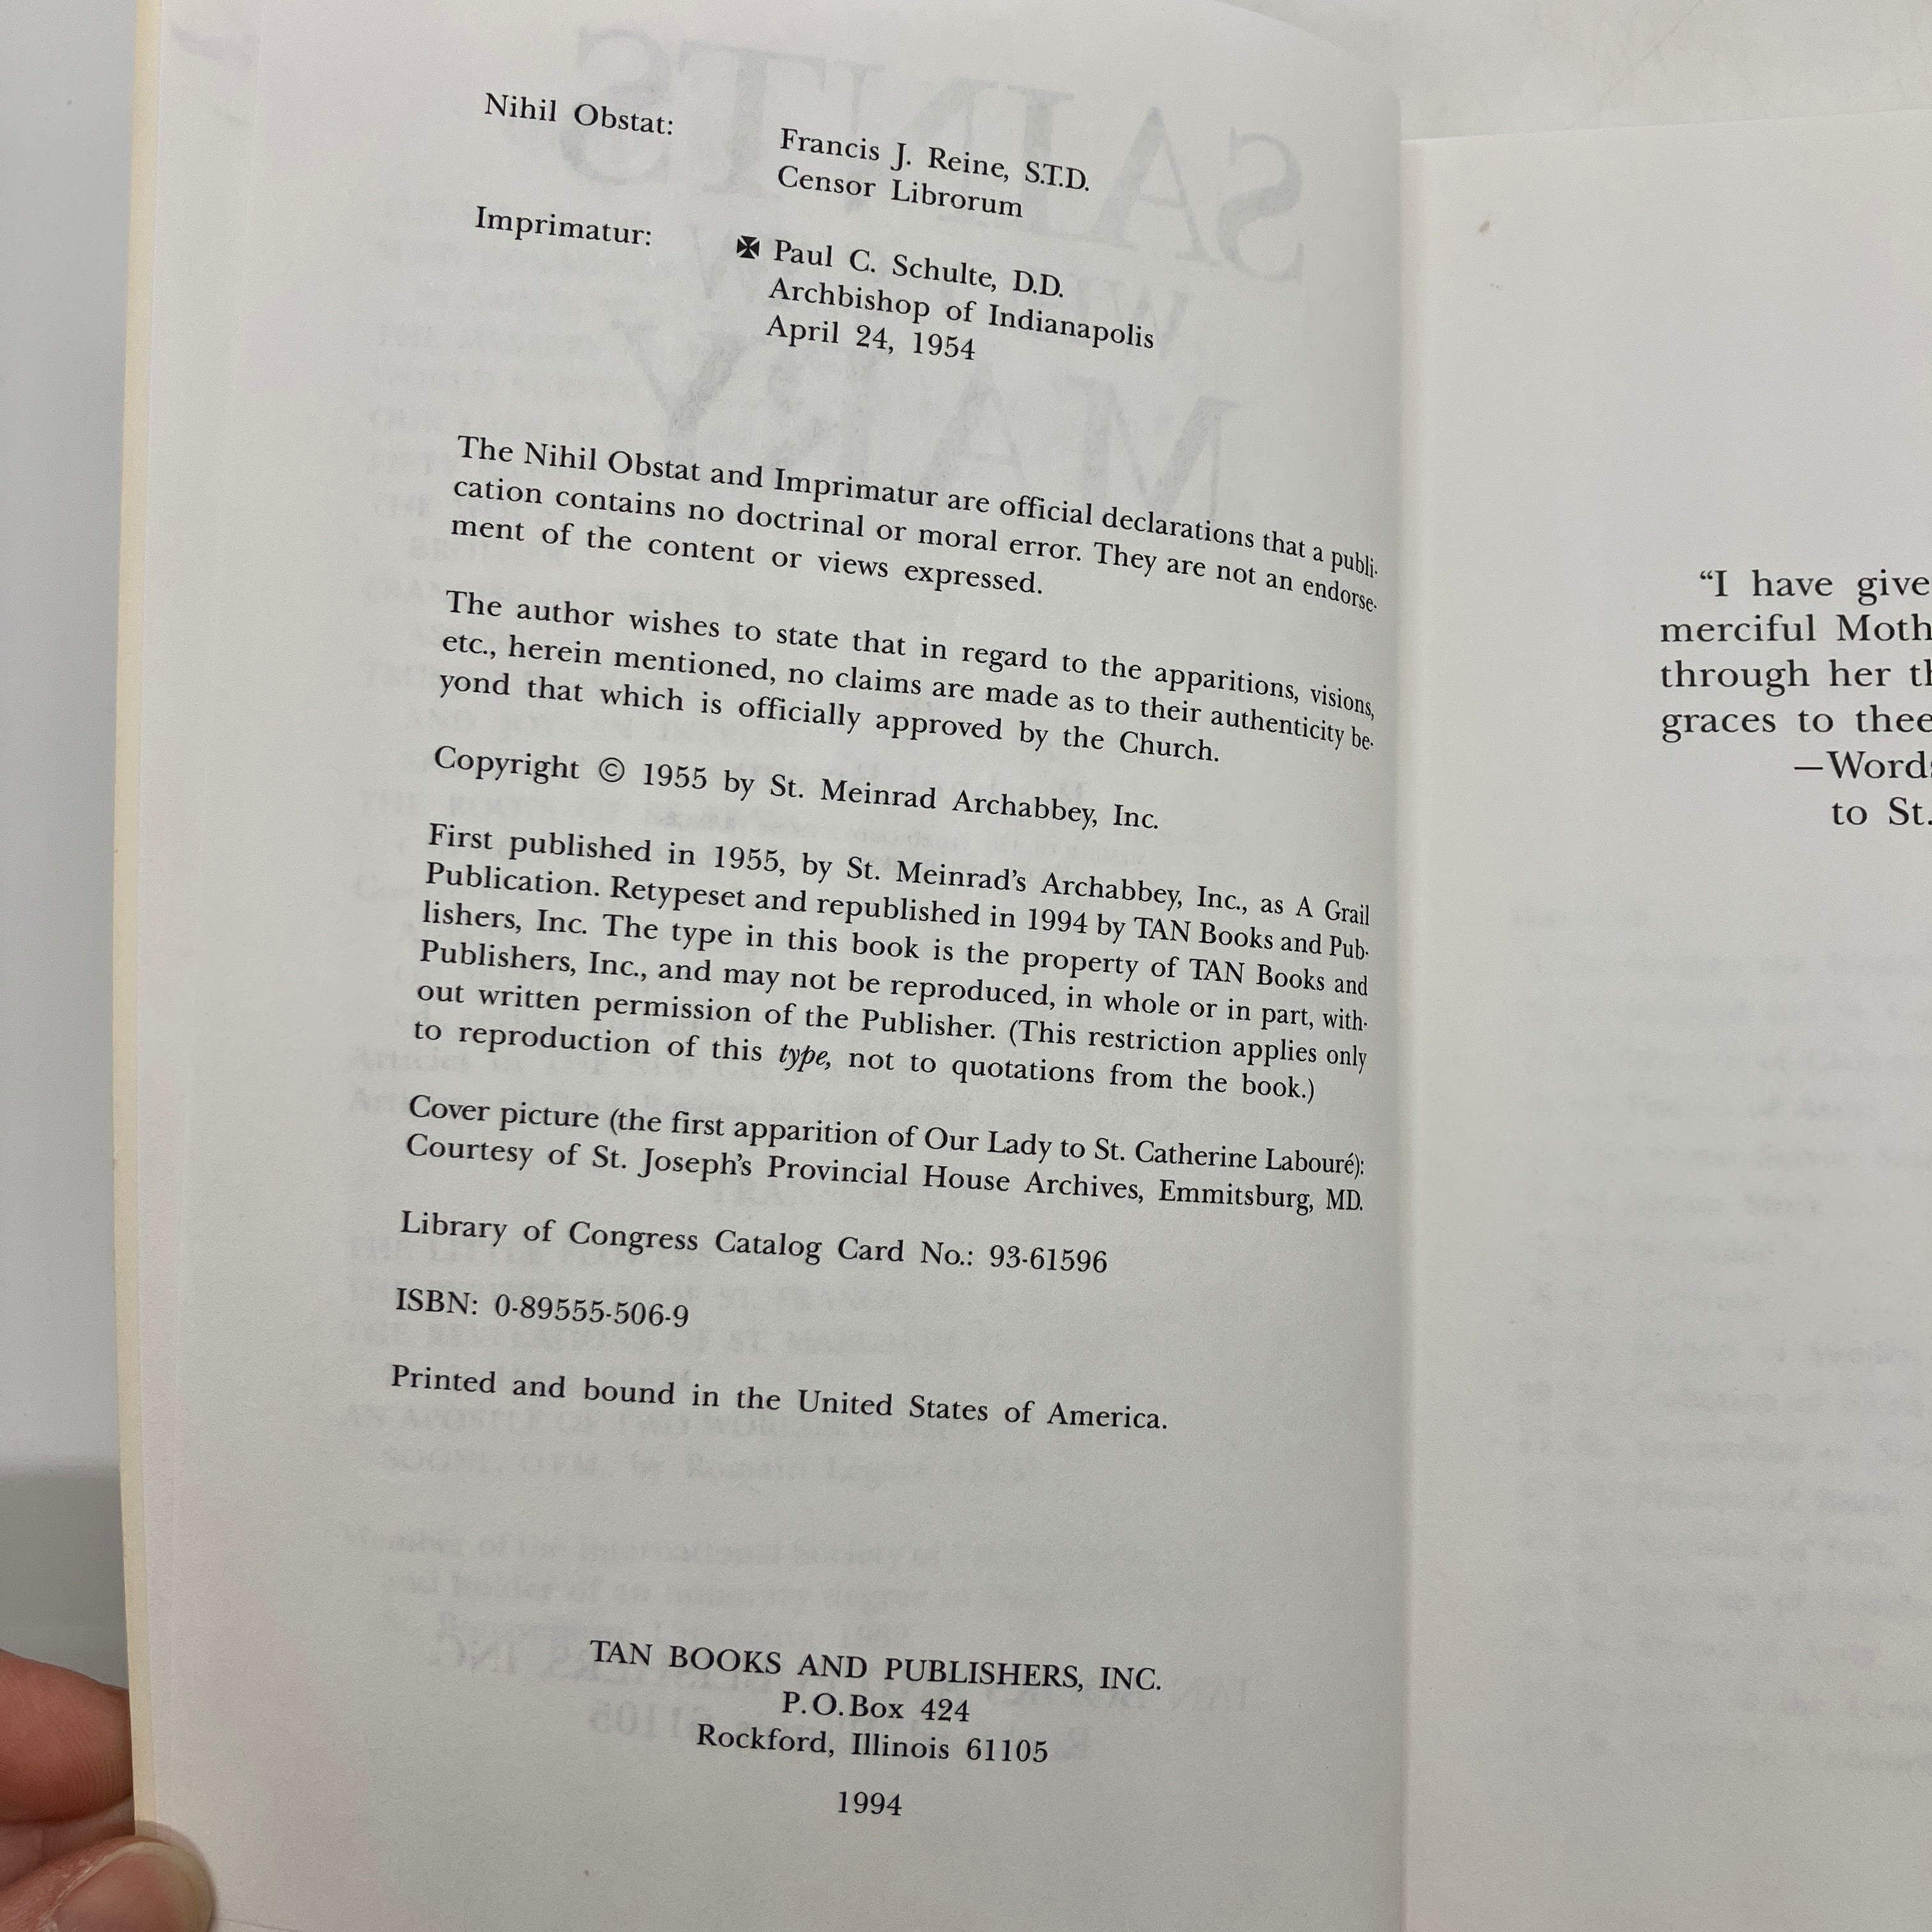 Nihil Obstat:
Francis J. Reine, S.T.D.
Censor Librorum
Imprimatur:
✠ Paul C. Schulte, D.D.
Archbishop of Indianapolis
April 24, 1954
The Nihil Obstat and Imprimatur are official declarations that a publi-
cation contains no doctrinal or moral error. They are not an endorse-
ment of the content or views expressed.
The author wishes to state that in regard to the apparitions, visions,
etc., herein mentioned, no claims are made as to their authenticity be-
yond that which is officially approved by the Church.
Copyright © 1955 by St. Meinrad Archabbey, Inc.
First published in 1955, by St. Meinrad's Archabbey, Inc., as A Grail
Publication. Retypeset and republished in 1994 by TAN Books and Pub-
lishers, Inc. The type in this book is the property of TAN Books and
Publishers, Inc., and may not be reproduced, in whole or in part, with-
out written permission of the Publisher. (This restriction applies only
to reproduction of this type, not to quotations from the book.)
Cover picture (the first apparition of Our Lady to St. Catherine Labouré):
Courtesy of St. Joseph's Provincial House Archives, Emmitsburg, MD.
Library of Congress Catalog Card No.: 93-61596
ISBN: 0-89555-506-9
Printed and bound in the United States of America.
TAN BOOKS AND PUBLISHERS, INC.
P.O. Box 424
Rockford, Illinois 61105
1994
"I have give
merciful Moth
through her th
graces to thee
—Words
to St.